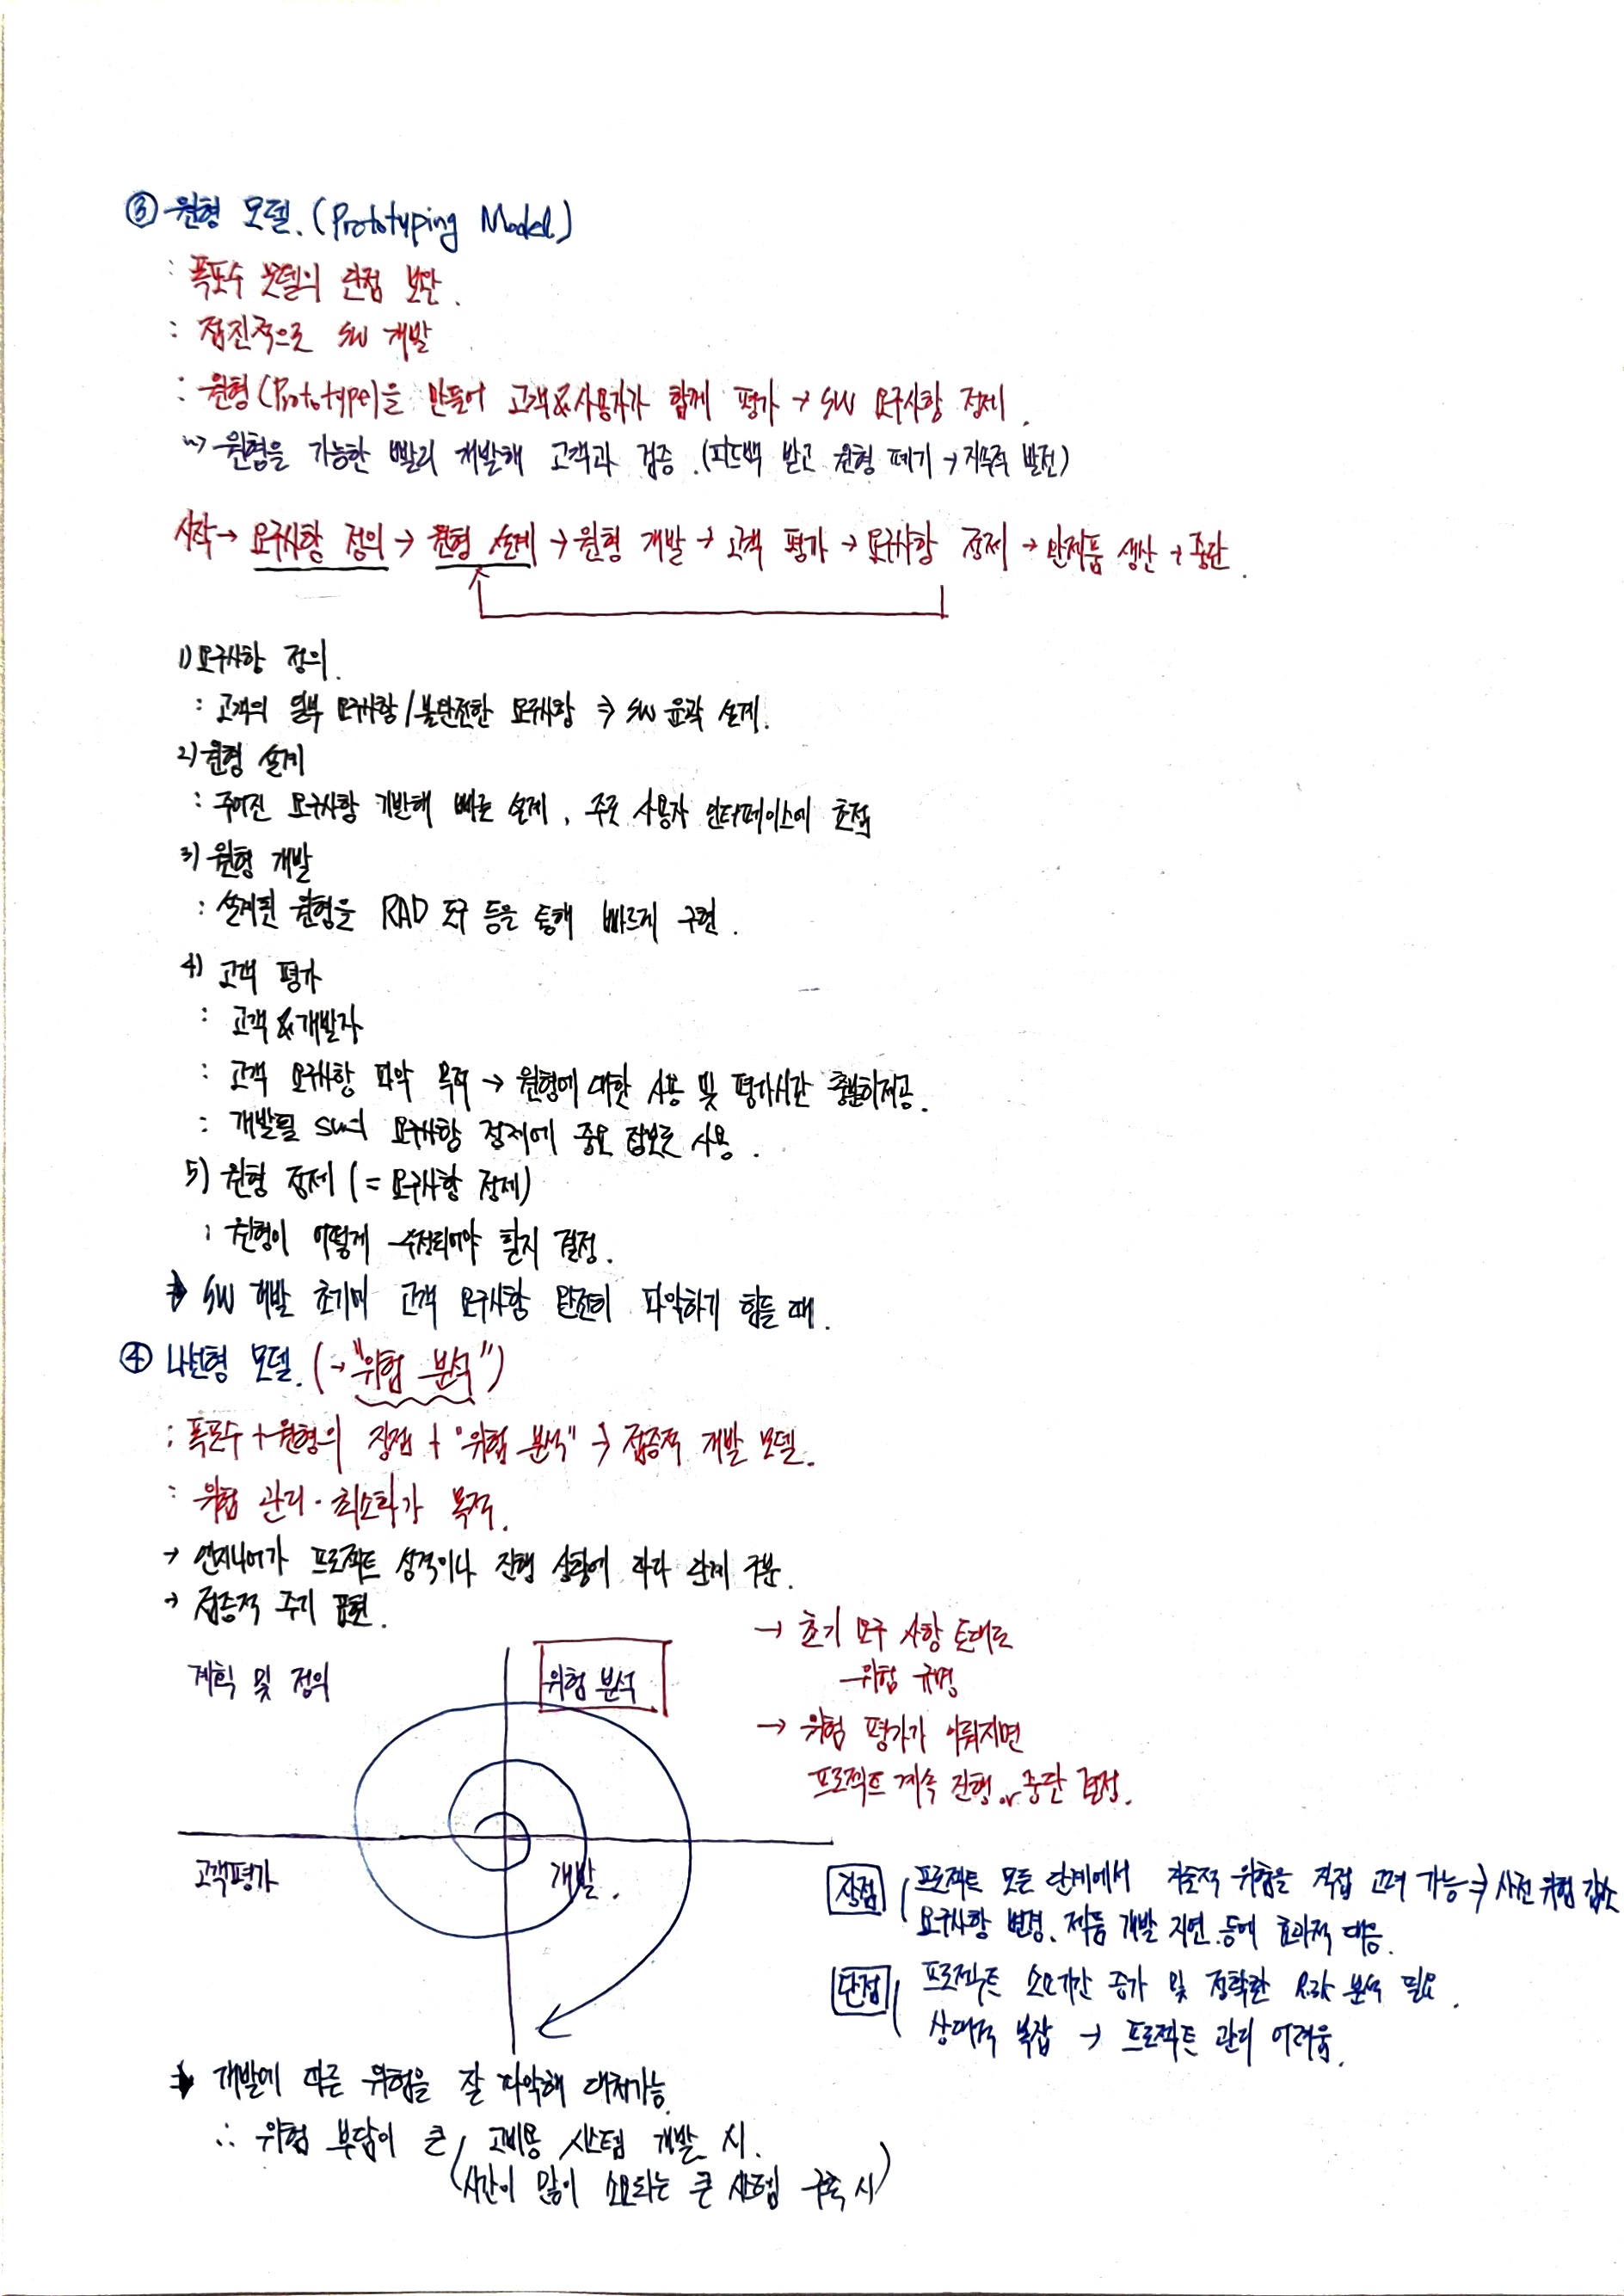 ③ 원형 모델. (Prototyping Model.)
: 폭포수 모델의 단점 보완.
: 점진적으로 SW 개발
: 원형(Prototype)을 만들어 고객&사용자가 함께 평가 → SW 요구사항 정제.
⇝ 원형을 가능한 빨리 개발해 고객과 검증. (피드백 받고 원형 폐기 → 지속적 발전)
시작 → 요구사항 정의 → 원형 설계 → 원형 개발 → 고객 평가 → 요구사항 정제 → 완제품 생산 → 중단.
1) 요구사항 정의.
: 고객의 일부 요구사항/불완전한 요구사항 ⇒ SW 윤곽 설계.
2) 원형 설계
: 주어진 요구사항 기반해 빠른 설계, 주로 사용자 인터페이스에 초점
3) 원형 개발
: 설계된 원형을 RAD 도구 등을 통해 빠르게 구현.
4) 고객 평가
: 고객&개발자
: 고객 요구사항 파악 목적 → 원형에 대한 사용 및 평가시간 충분히제공.
: 개발될 SW의 요구사항 정제에 중요 정보로 사용.
5) 원형 정제 (= 요구사항 정제)
: 원형이 어떻게 수정되어야 할지 결정.
⇒ SW 개발 초기에 고객 요구사항 완전히 파악하기 힘들 때.
④ 나선형 모델. (→ "위험 분석")
: 폭포수 + 원형의 장점 + "위험 분석" → 점증적 개발 모델.
: 위험 관리·최소화가 목적.
→ 엔지니어가 프로젝트 성격이나 진행 상황에 따라 단계 구분.
→ 점증적 주기 표현.
계획 및 정의
위험 분석
→ 초기 요구 사항 토대로
위험 규명
→ 위험 평가가 이뤄지면
프로젝트 계속 진행 or 중단 결정.
고객평가
개발.
장점 프로젝트 모든 단계에서 기술적 위험을 직접 고려 가능 ⇒ 사전 위험 감소
요구사항 변경, 제품 개발 지연 등에 효과적 대응.
단점 프로젝트 소요기간 증가 및 정확한 분석 필요.
상대적 복잡 → 프로젝트 관리 어려움.
⇒ 개발에 따른 위험을 잘 파악해 대처가능.
∴ 위험 부담이 큰 / 고비용 시스템 개발 시.
(시간이 많이 소요되는 큰 시스템 구축 시)